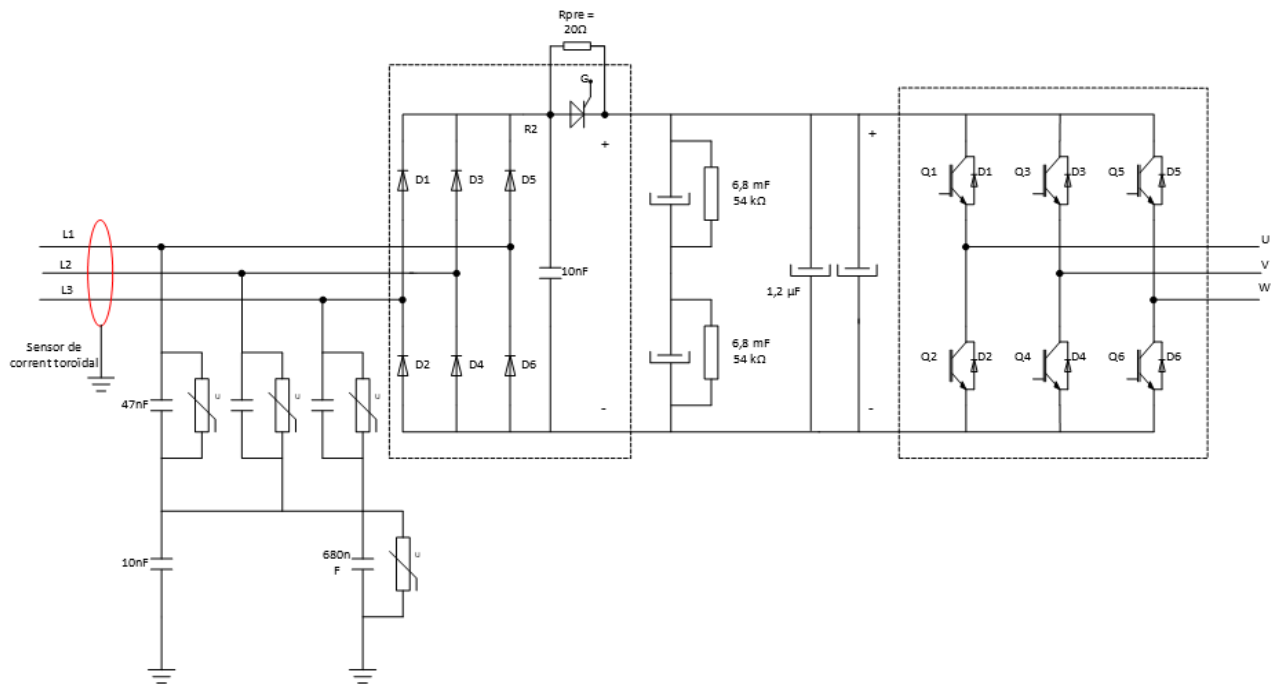 Rpre =
20Ω
G
R2
+
+
D1
D3
D5
6,8 mF
54 kΩ
Q1
D1
Q3
D3
Q5
D5
L1
L2
L3
10nF
1,2 µF
U
V
W
Sensor de
corrent toroïdal
D2
D4
D6
6,8 mF
54 kΩ
Q2
D2
Q4
D4
Q6
D6
47nF
u
u
u
-
-
10nF
680n
F
u